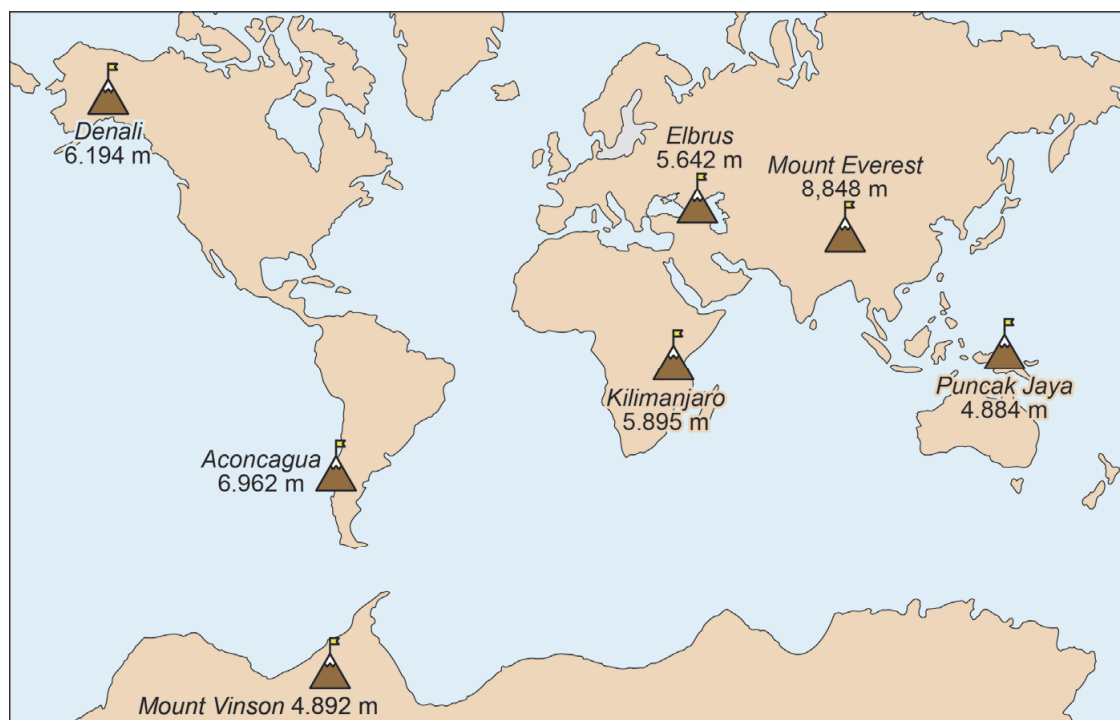 Denali
6.194 m
Elbrus
5.642 m
Mount Everest
8,848 m
Kilimanjaro
5.895 m
Puncak Jaya
4.884 m
Aconcagua
6.962 m
Mount Vinson 4.892 m